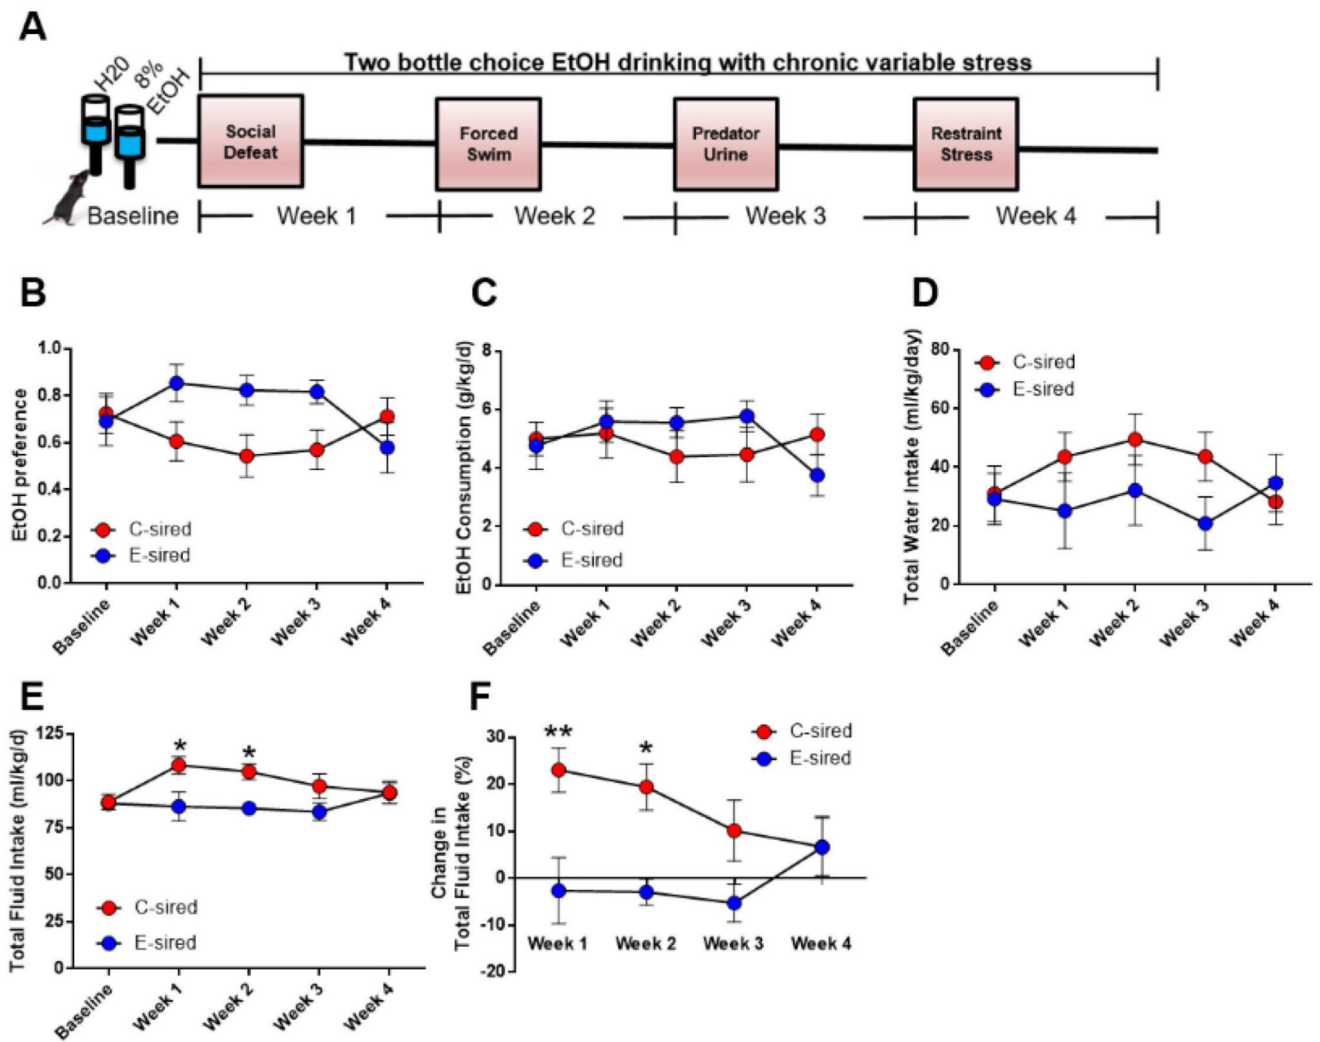 A
H20
8%
EtOH
Two bottle choice EtOH drinking with chronic variable stress
Social
Defeat
Forced
Swim
Predator
Urine
Restraint
Stress
Baseline
Week 1
Week 2
Week 3
Week 4
B
EtOH preference
1.0
0.8
0.6
0.4
0.2
0.0
C-sired
E-sired
Baseline
Week 1
Week 2
Week 3
Week 4
C
EtOH Consumption (g/kg/d)
8
6
4
2
0
C-sired
E-sired
Baseline
Week 1
Week 2
Week 3
Week 4
D
Total Water Intake (ml/kg/day)
80
60
40
20
0
C-sired
E-sired
Baseline
Week 1
Week 2
Week 3
Week 4
E
Total Fluid Intake (ml/kg/d)
125
100
75
50
25
0
*
*
C-sired
E-sired
Baseline
Week 1
Week 2
Week 3
Week 4
F
Change in
Total Fluid Intake (%)
30
20
10
0
-10
-20
**
*
C-sired
E-sired
Week 1
Week 2
Week 3
Week 4